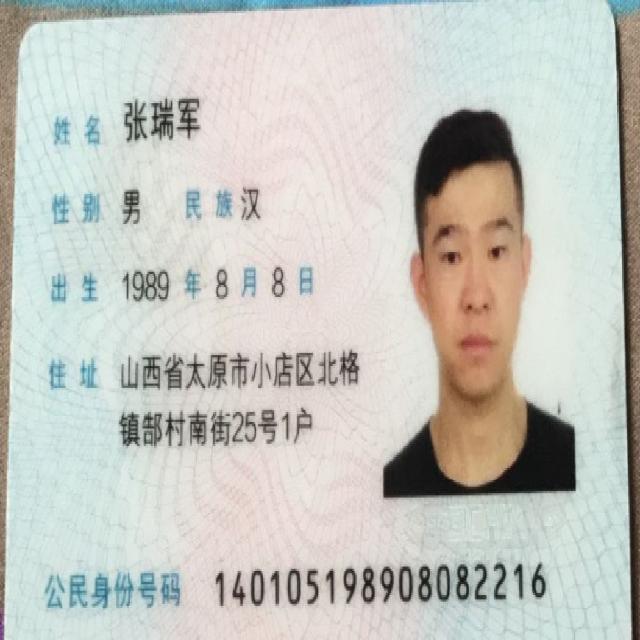 姓名 张瑞军
性别 男 民族 汉
出生 1989 年 8 月 8 日
住址 山西省太原市小店区北格
镇郜村南街25号1户
公民身份号码 140105198908082216